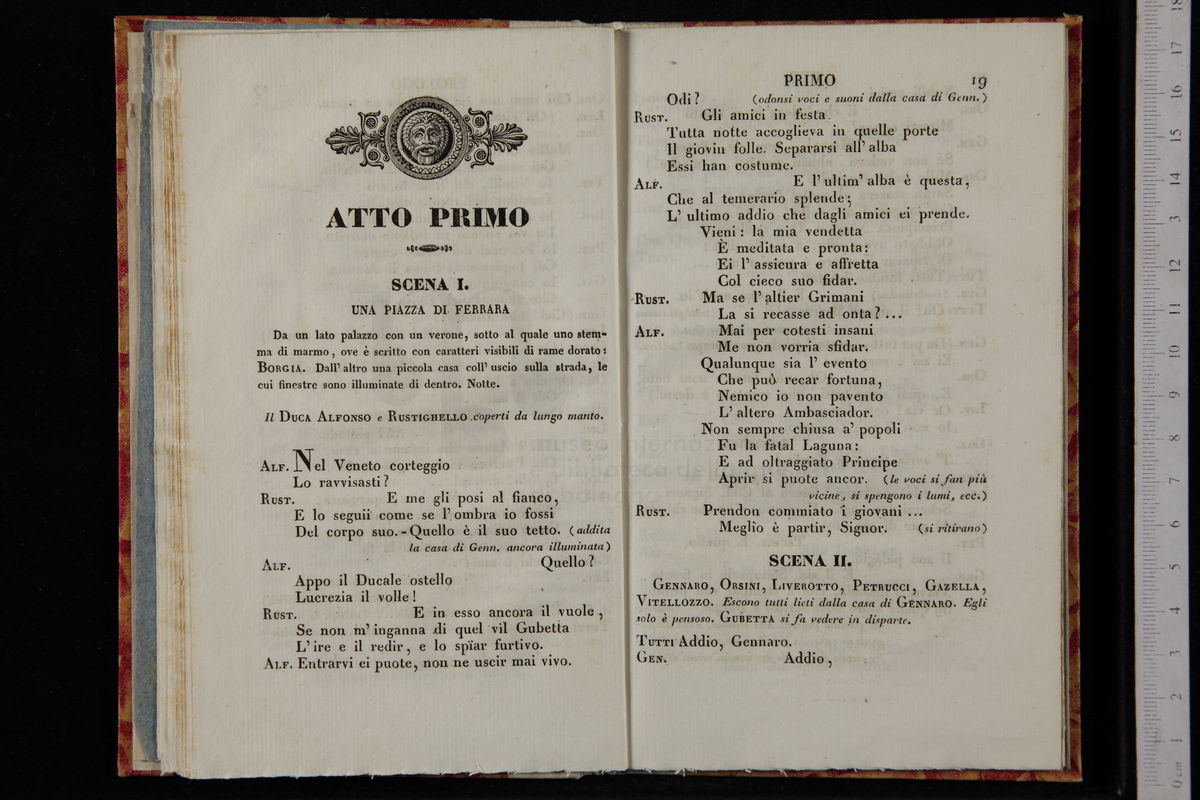 ATTO PRIMO
SCENA I.
UNA PIAZZA DI FERRARA
Da un lato palazzo con un verone, sotto al quale uno stem-
ma di marmo, ove è scritto con caratteri visibili di rame dorato:
BORGIA. Dall' altro una piccola casa coll' uscio sulla strada, le
cui finestre sono illuminate di dentro. Notte.
Il DUCA ALFONSO e RUSTIGHELLO coperti da lungo manto.
ALF. Nel Veneto corteggio
Lo ravvisasti?
RUST. E me gli posi al fianco,
E lo seguii come se l' ombra io fossi
Del corpo suo. - Quello è il suo tetto. (addita
la casa di Genn. ancora illuminata)
ALF. Quello?
Appo il Ducale ostello
Lucrezia il volle!
RUST. E in esso ancora il vuole,
Se non m' inganna di quel vil Gubetta
L' ire e il redir, e lo spïar furtivo.
ALF. Entrarvi ei puote, non ne uscir mai vivo.
PRIMO 19
Odi? (odonsi voci e suoni dalla casa di Genn.)
RUST. Gli amici in festa.
Tutta notte accoglieva in quelle porte
Il giovin folle. Separarsi all' alba
Essi han costume.
ALF. E l' ultim' alba è questa,
Che al temerario splende;
L' ultimo addio che dagli amici ei prende.
Vieni: la mia vendetta
È meditata e pronta:
Ei l' assicura e affretta
Col cieco suo fidar.
RUST. Ma se l' altier Grimani
La si recasse ad onta?...
ALF. Mai per cotesti insani
Me non vorria sfidar.
Qualunque sia l' evento
Che può recar fortuna,
Nemico io non pavento
L' altero Ambasciador.
Non sempre chiusa a' popoli
Fu la fatal Laguna:
E ad oltraggiato Principe
Aprir si puote ancor. (le voci si fan più
vicine, si spengono i lumi, ecc.)
RUST. Prendon commiato i giovani ...
Meglio è partir, Signor. (si ritirano)
SCENA II.
GENNARO, ORSINI, LIVEROTTO, PETRUCCI, GAZELLA,
VITELLOZZO. Escono tutti lieti dalla casa di GENNARO. Egli
solo è pensoso. GUBETTA si fa vedere in disparte.
TUTTI Addio, Gennaro.
GEN. Addio,